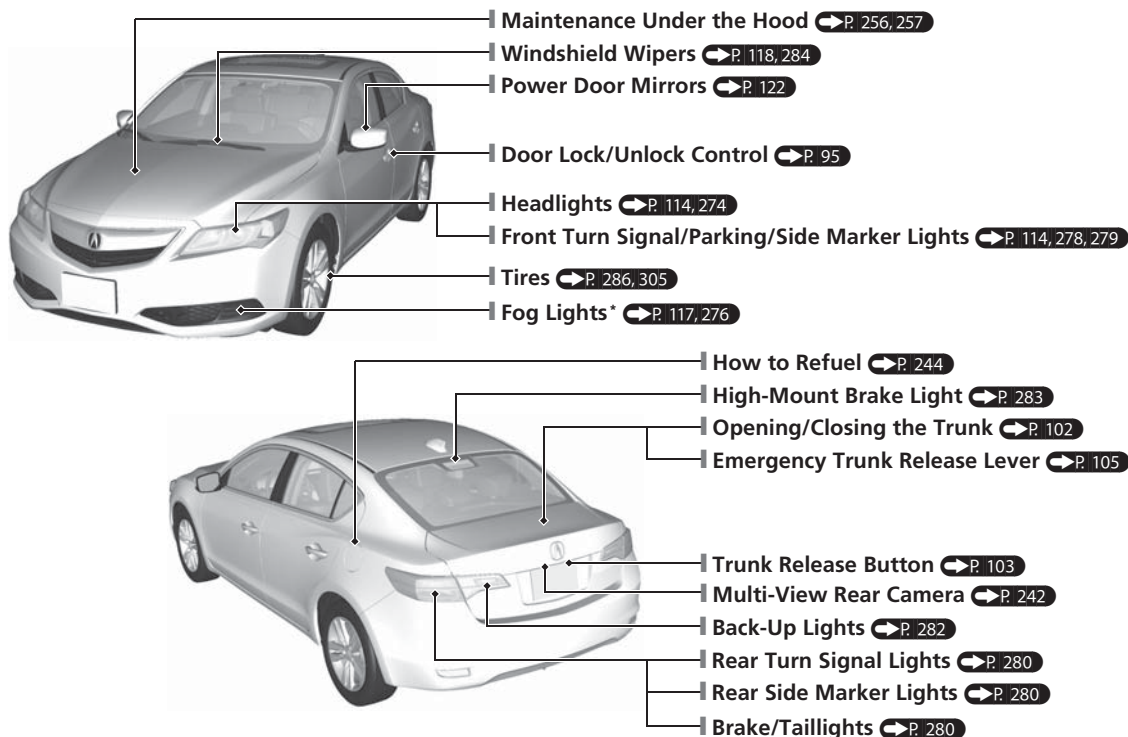 Maintenance Under the Hood P. 256, 257
Windshield Wipers P. 118, 284
Power Door Mirrors P. 122
Door Lock/Unlock Control P. 95
Headlights P. 114, 274
Front Turn Signal/Parking/Side Marker Lights P. 114, 278, 279
Tires P. 286, 305
Fog Lights* P. 117, 276
How to Refuel P. 244
High-Mount Brake Light P. 283
Opening/Closing the Trunk P. 102
Emergency Trunk Release Lever P. 105
Trunk Release Button P. 103
Multi-View Rear Camera P. 242
Back-Up Lights P. 282
Rear Turn Signal Lights P. 280
Rear Side Marker Lights P. 280
Brake/Taillights P. 280